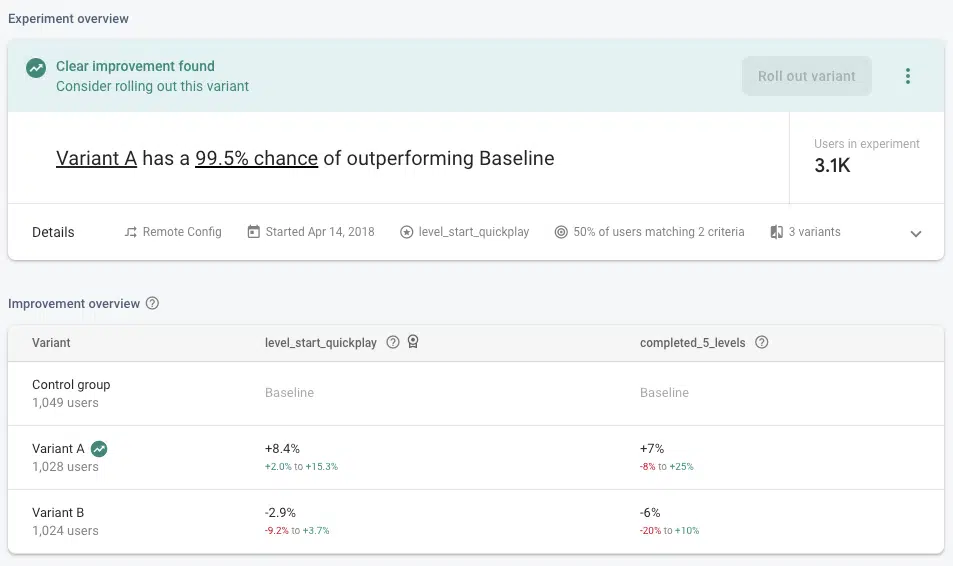 Experiment overview
Clear improvement found
Consider rolling out this variant
Roll out variant
Variant A has a 99.5% chance of outperforming Baseline
Users in experiment
3.1K
Details Remote Config Started Apr 14, 2018 level_start_quickplay 50% of users matching 2 criteria 3 variants
Improvement overview ?
Variant level_start_quickplay ? completed_5_levels ?
Control group
1,049 users
Baseline Baseline
Variant A +8.4% +7%
1,028 users +2.0% to +15.3% -8% to +25%
Variant B -2.9% -6%
1,024 users -9.2% to +3.7% -20% to +10%